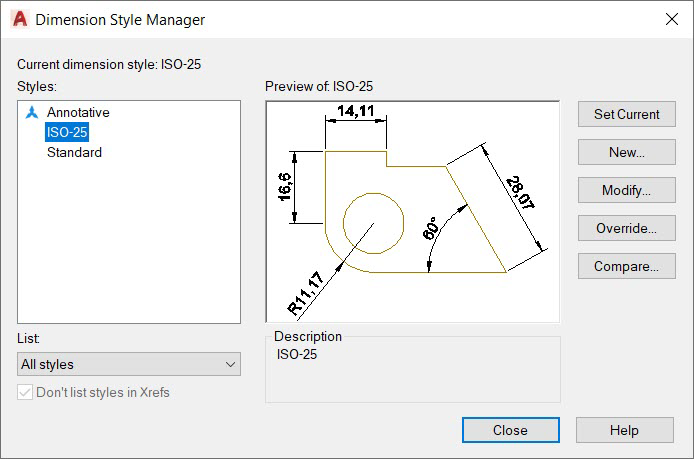 A Dimension Style Manager
Current dimension style: ISO-25
Styles:
Annotative
ISO-25
Standard
Preview of: ISO-25
14,11
16,6
28,07
60°
R11,17
Set Current
New...
Modify...
Override...
Compare...
List:
All styles
Don't list styles in Xrefs
Description
ISO-25
Close
Help